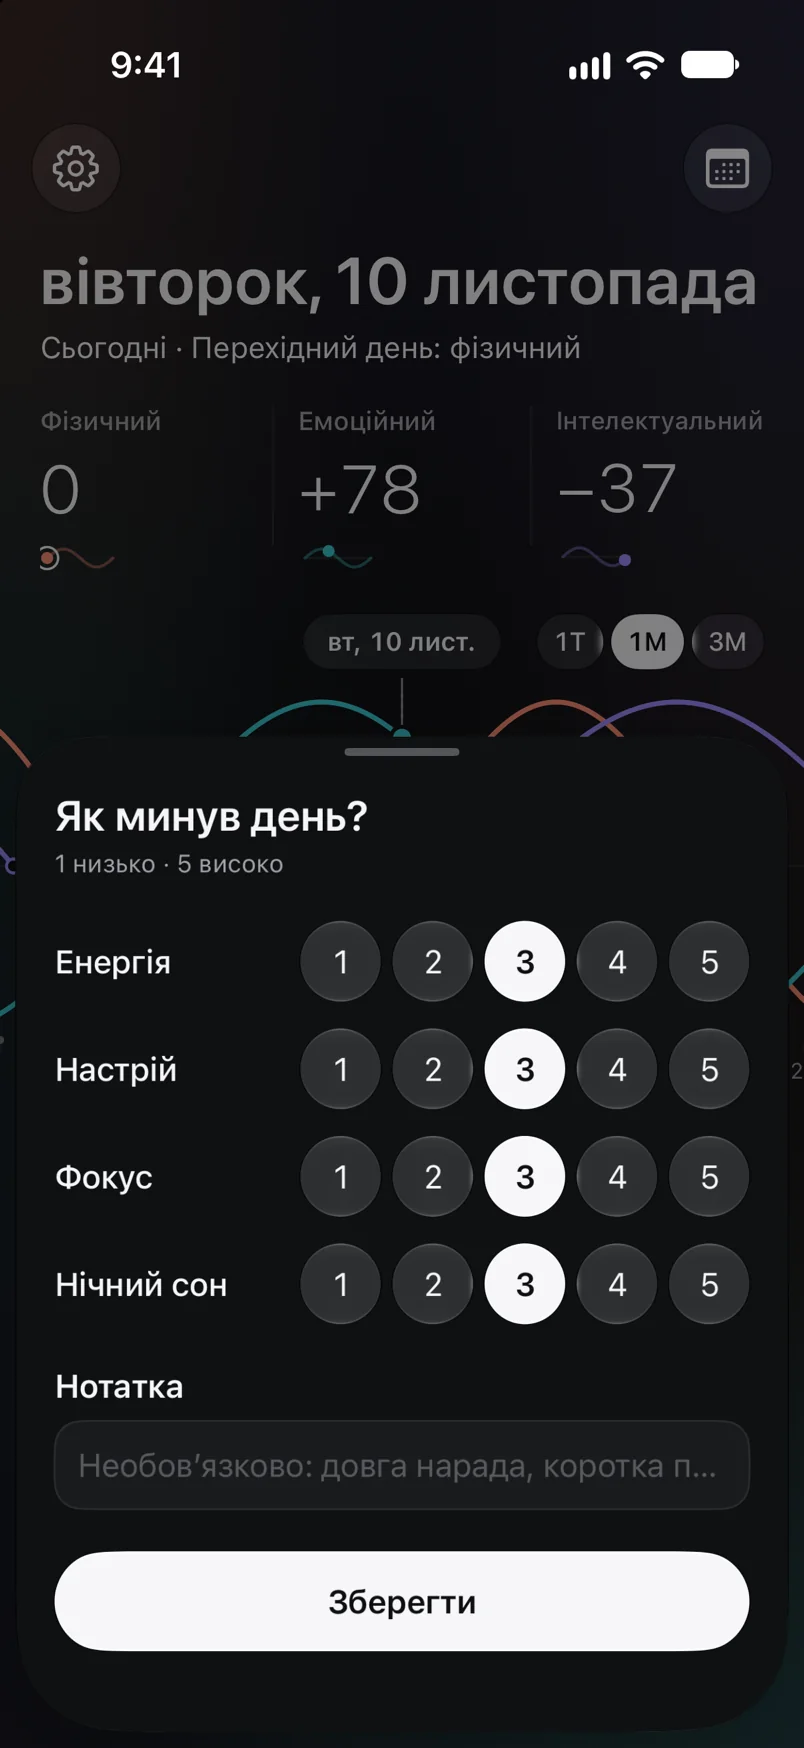 9:41
вівторок, 10 листопада
Сьогодні · Перехідний день: фізичний
Фізичний Емоційний Інтелектуальний
0 +78 −37
вт, 10 лист. 1Т 1М 3М
Як минув день?
1 низько · 5 високо
Енергія 1 2 3 4 5
Настрій 1 2 3 4 5
2
Фокус 1 2 3 4 5
Нічний сон 1 2 3 4 5
Нотатка
Необов’язково: довга нарада, коротка п...
Зберегти